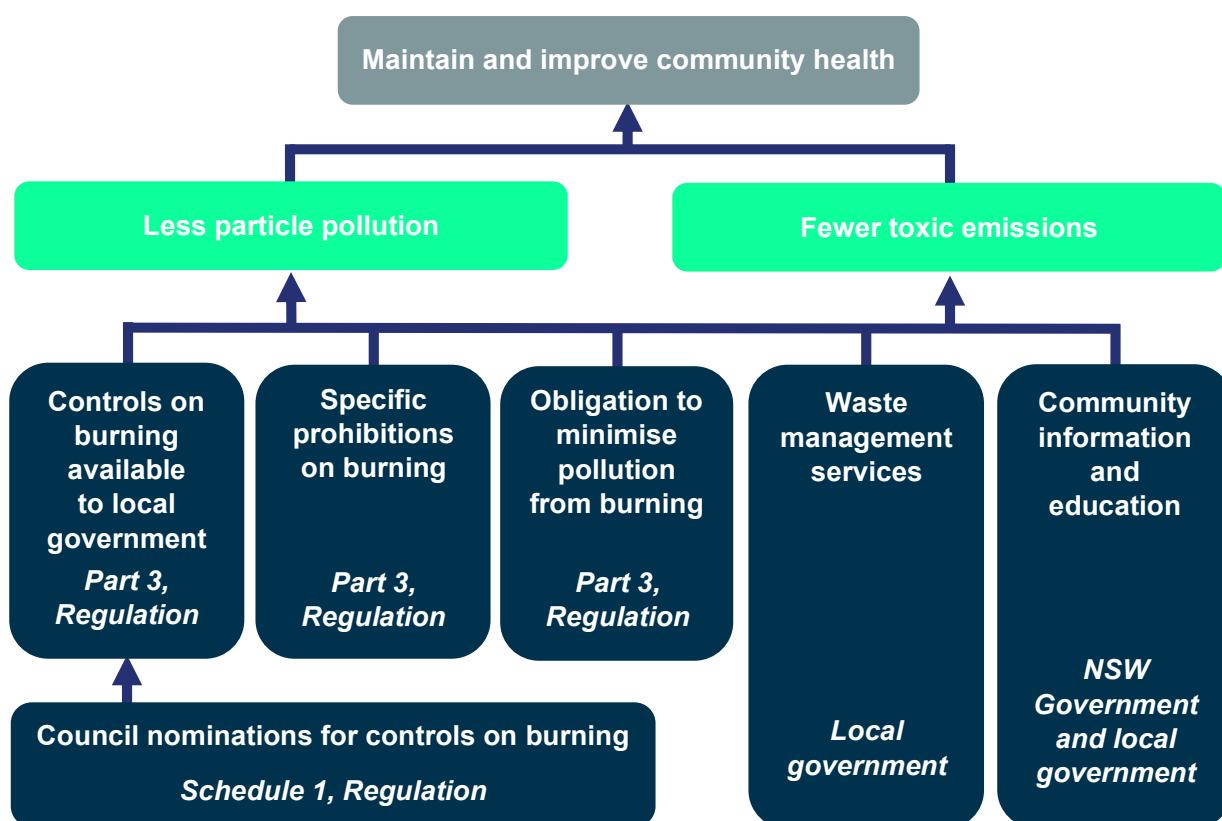 Maintain and improve community health
Less particle pollution
Fewer toxic emissions
Controls on
burning
available
to local
government
Part 3,
Regulation
Specific
prohibitions
on burning
Part 3,
Regulation
Obligation to
minimise
pollution
from burning
Part 3,
Regulation
Waste
management
services
Local
government
Community
information
and
education
NSW
Government
and local
government
Council nominations for controls on burning
Schedule 1, Regulation